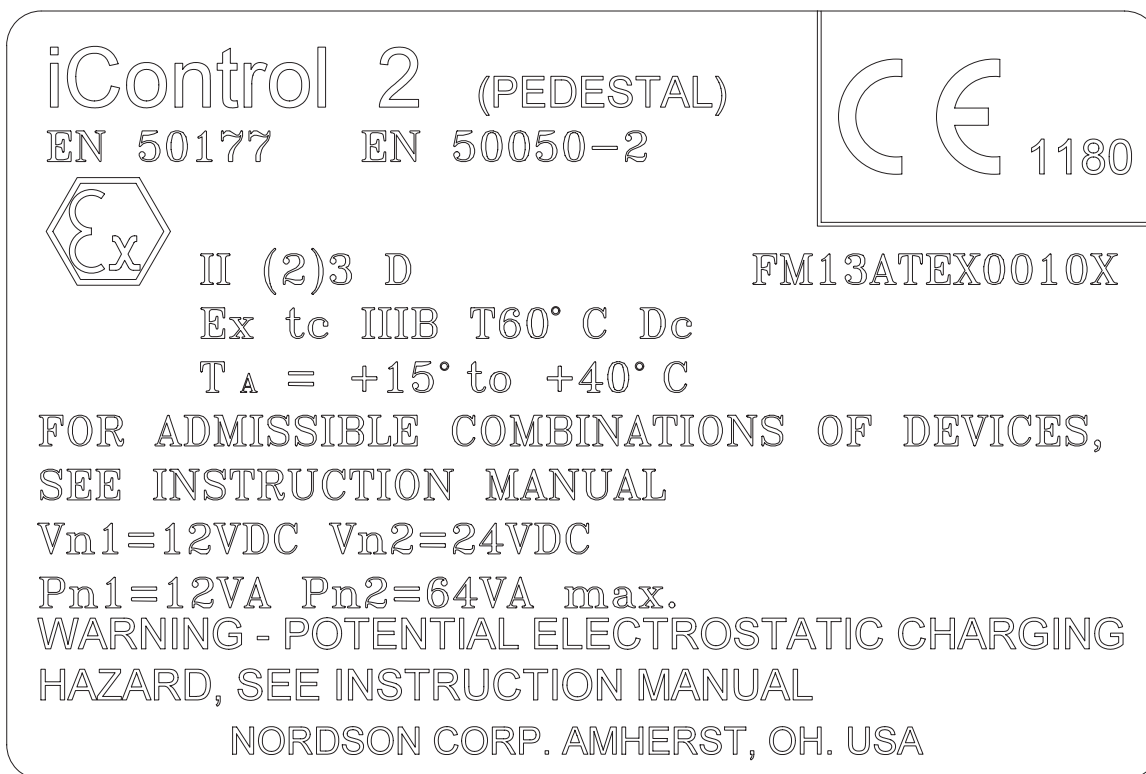 iControl 2 (PEDESTAL)
CE 1180
EN 50177 EN 50050-2
Ex
II (2)3 D FM13ATEX0010X
Ex tc IIIB T60° C Dc
T A = +15° to +40° C
FOR ADMISSIBLE COMBINATIONS OF DEVICES,
SEE INSTRUCTION MANUAL
Vn1=12VDC Vn2=24VDC
Pn1=12VA Pn2=64VA max.
WARNING - POTENTIAL ELECTROSTATIC CHARGING
HAZARD, SEE INSTRUCTION MANUAL
NORDSON CORP. AMHERST, OH. USA